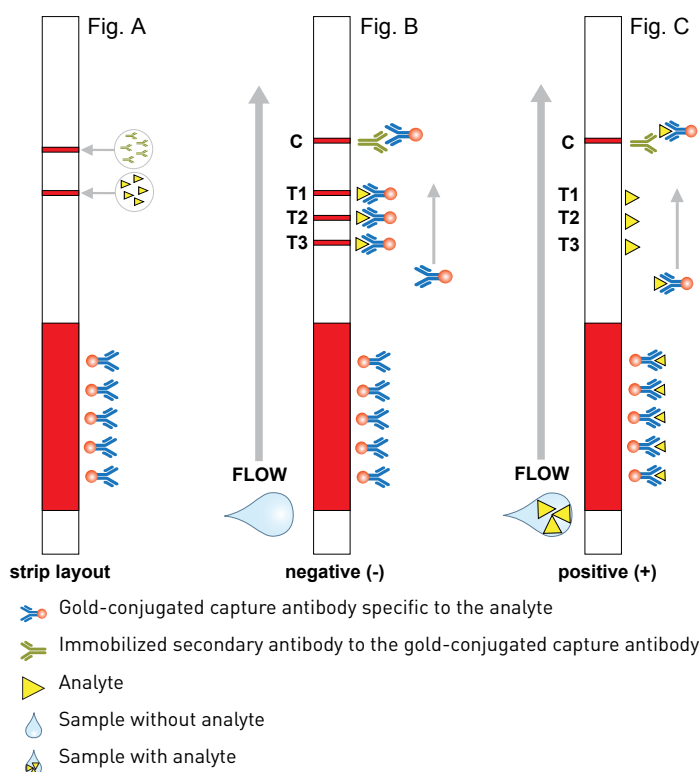 Fig. A
Fig. B
Fig. C
C
T1
T2
T3
FLOW
C
T1
T2
T3
FLOW
strip layout
negative (-)
positive (+)
Gold-conjugated capture antibody specific to the analyte
Immobilized secondary antibody to the gold-conjugated capture antibody
Analyte
Sample without analyte
Sample with analyte